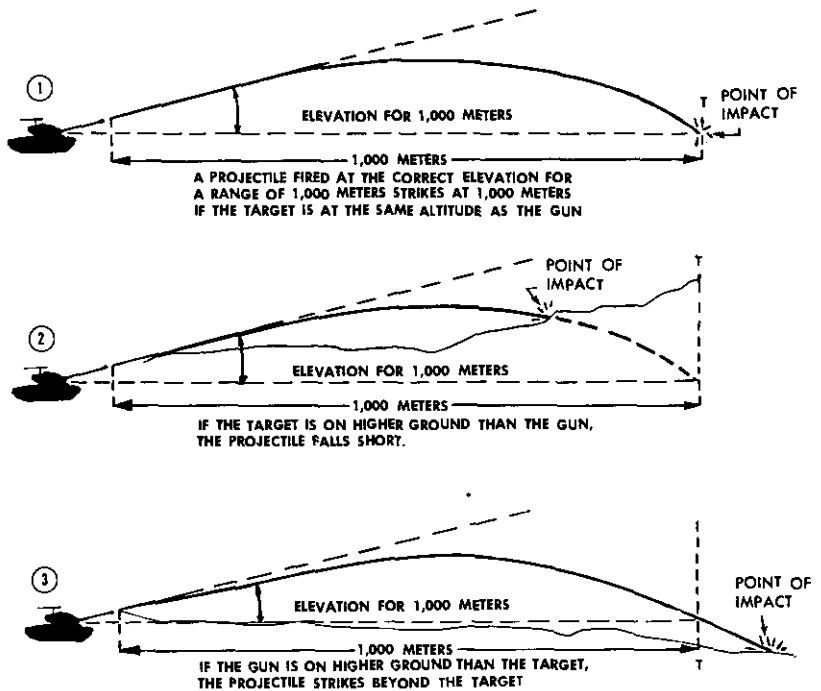 1
ELEVATION FOR 1,000 METERS
T
POINT OF
IMPACT
1,000 METERS
A PROJECTILE FIRED AT THE CORRECT ELEVATION FOR
A RANGE OF 1,000 METERS STRIKES AT 1,000 METERS
IF THE TARGET IS AT THE SAME ALTITUDE AS THE GUN
2
POINT OF
IMPACT
T
ELEVATION FOR 1,000 METERS
1,000 METERS
IF THE TARGET IS ON HIGHER GROUND THAN THE GUN,
THE PROJECTILE FALLS SHORT.
3
ELEVATION FOR 1,000 METERS
POINT OF
IMPACT
1,000 METERS
T
IF THE GUN IS ON HIGHER GROUND THAN THE TARGET,
THE PROJECTILE STRIKES BEYOND THE TARGET